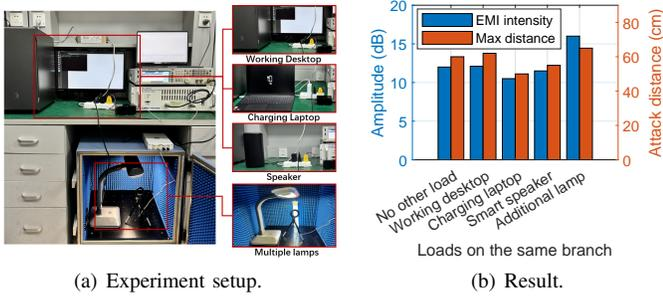 Working Desktop
Charging Laptop
Speaker
Multiple lamps
(a) Experiment setup.
20
15
10
5
0
Amplitude (dB)
EMI intensity
Max distance
80
60
40
20
0
Attack distance (cm)
No other load
Working desktop
Charging laptop
Smart speaker
Additional lamp
Loads on the same branch
(b) Result.